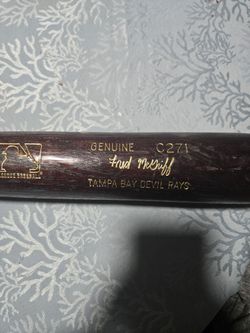 GENUINE C271
Fred McGriff
TAMPA BAY DEVIL RAYS